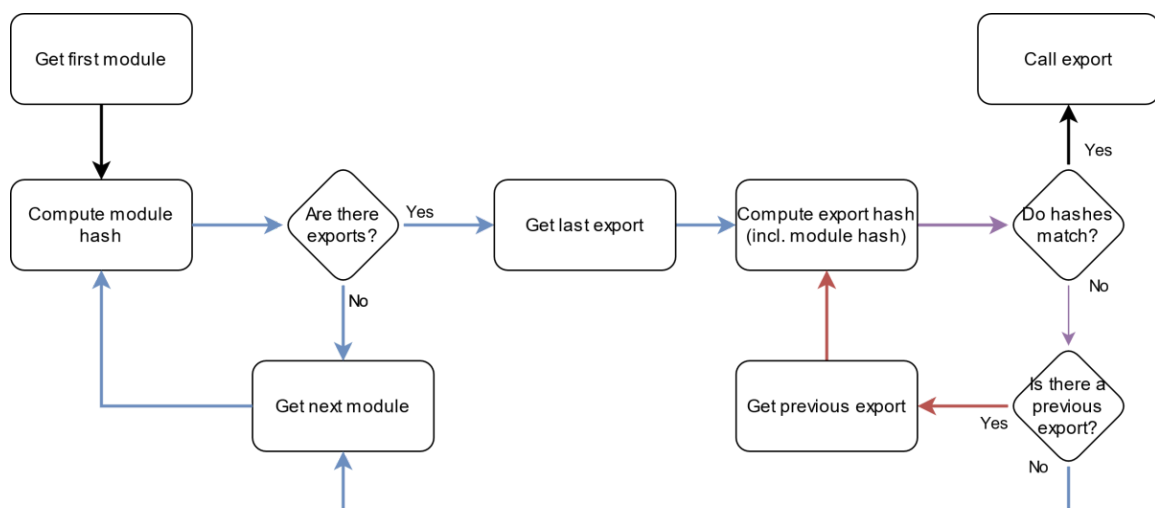 Get first module
Call export
Yes
Compute module
hash
Are there
exports?
Yes
Get last export
Compute export hash
(incl. module hash)
Do hashes
match?
No
No
Get next module
Get previous export
Yes
Is there a
previous
export?
No